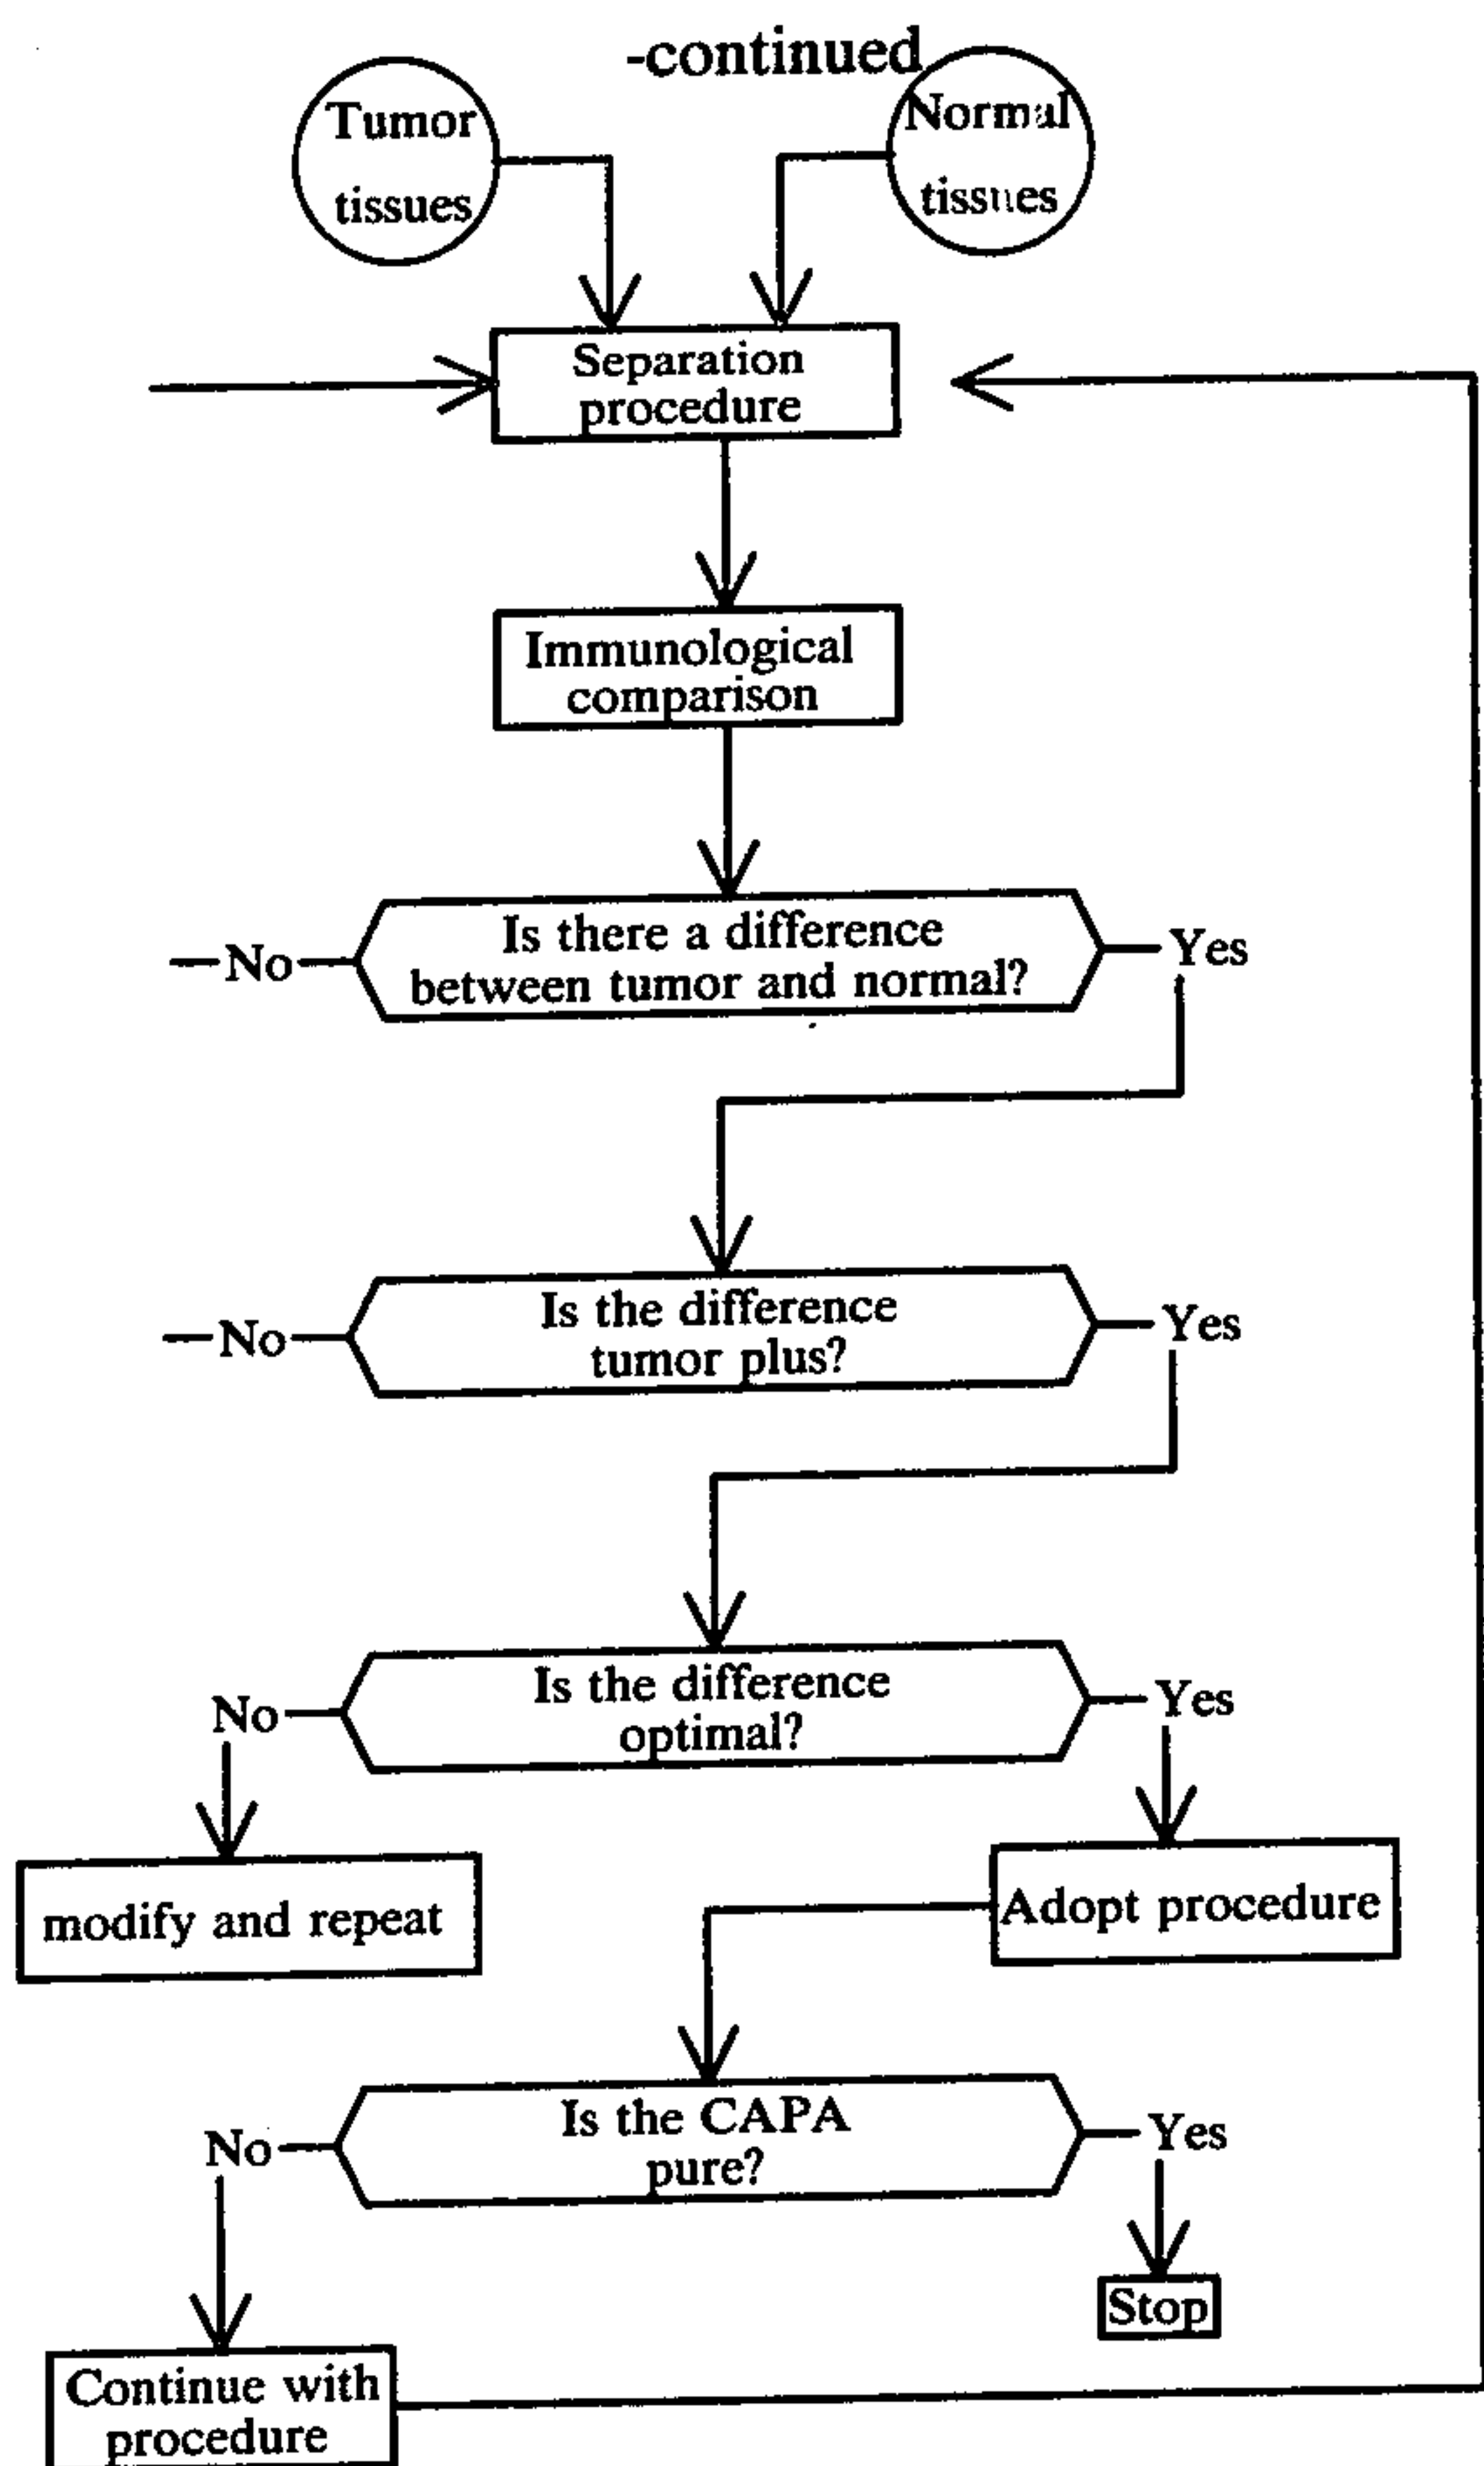 -continued
Tumor
tissues
Normal
tissues
Separation
procedure
Immunological
comparison
Is there a difference
between tumor and normal?
No
Yes
Is the difference
tumor plus?
No
Yes
Is the difference
optimal?
No
Yes
modify and repeat
Adopt procedure
Is the CAPA
pure?
No
Yes
Stop
Continue with
procedure